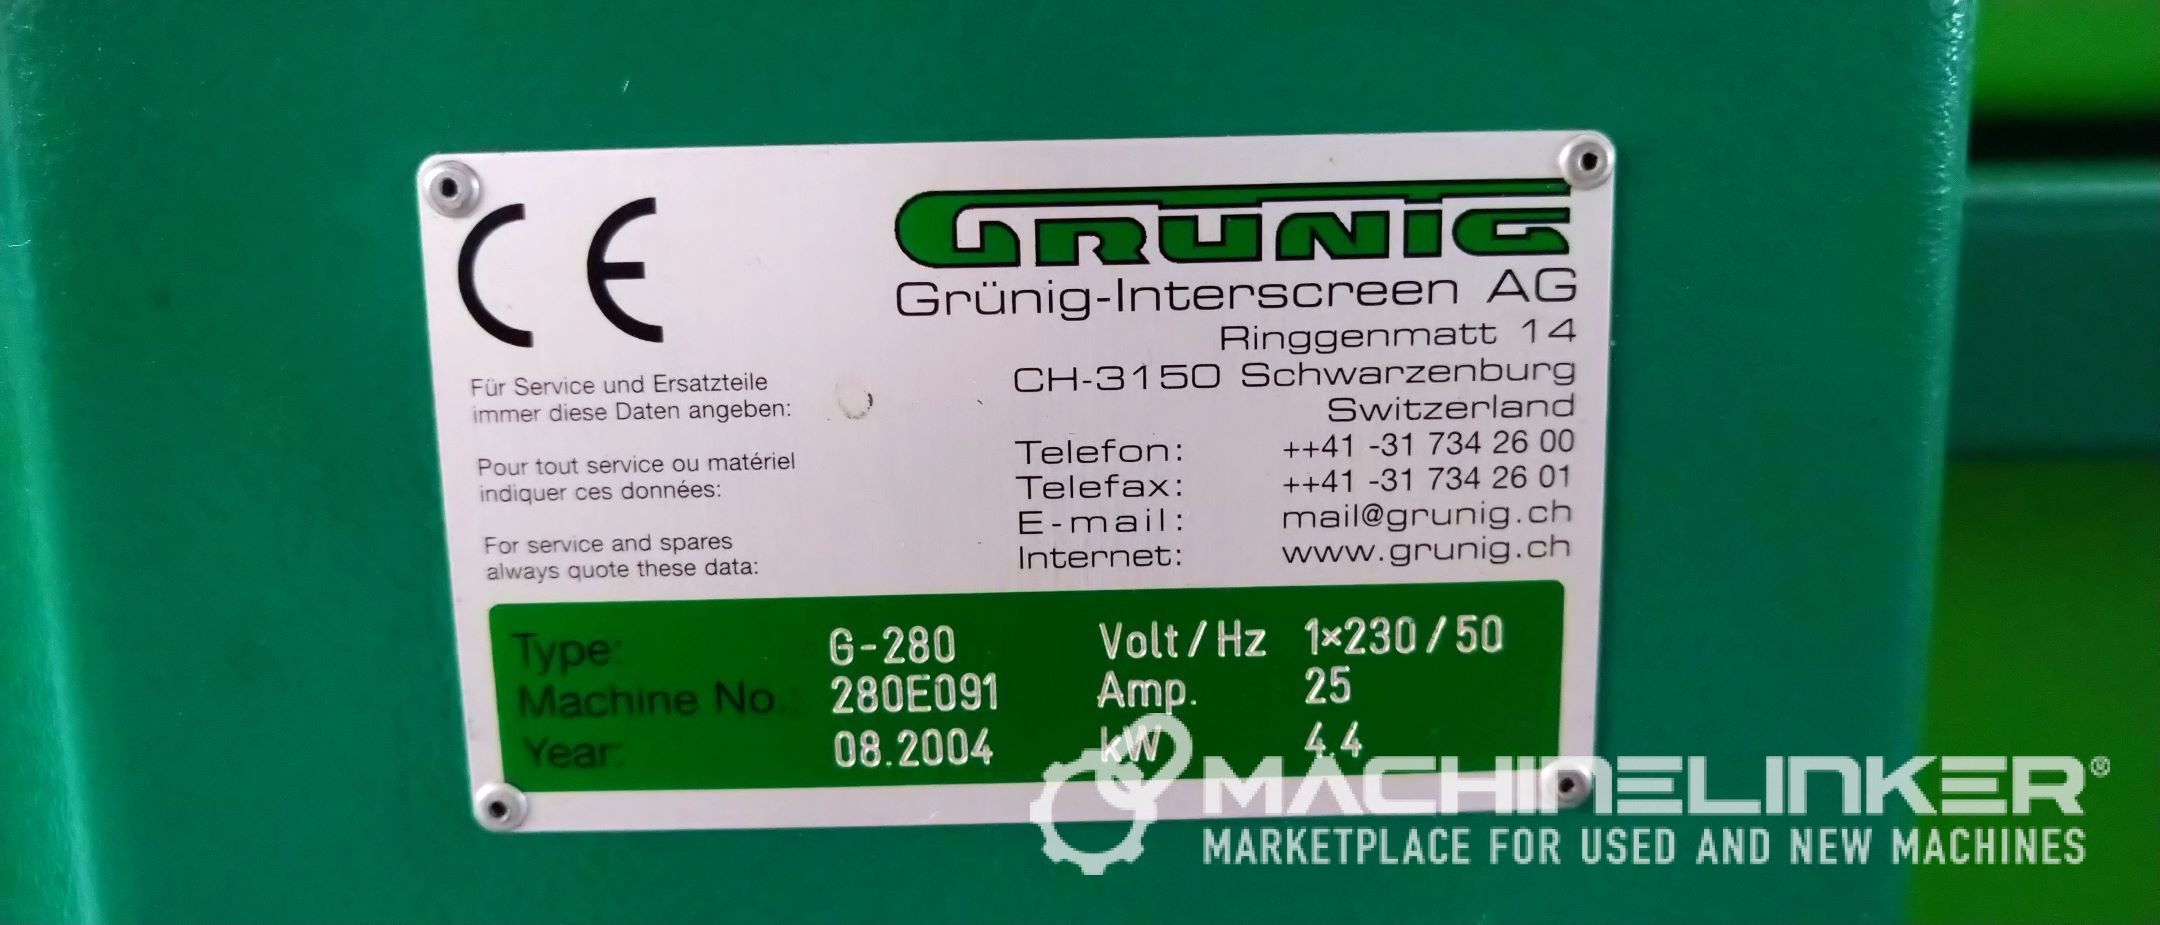 CE
GRÜNIG
Grünig-Interscreen AG
Ringgenmatt 14
CH-3150 Schwarzenburg
Switzerland
Telefon: ++41 -31 734 26 00
Telefax: ++41 -31 734 26 01
E-mail: mail@grunig.ch
Internet: www.grunig.ch
Für Service und Ersatzteile
immer diese Daten angeben:
Pour tout service ou matériel
indiquer ces données:
For service and spares
always quote these data:
Type: G-280 Volt/Hz 1×230/50
Machine No.: 280E091 Amp. 25
Year: 08.2004 kW 4.4
MACHINELINKER®
MARKETPLACE FOR USED AND NEW MACHINES